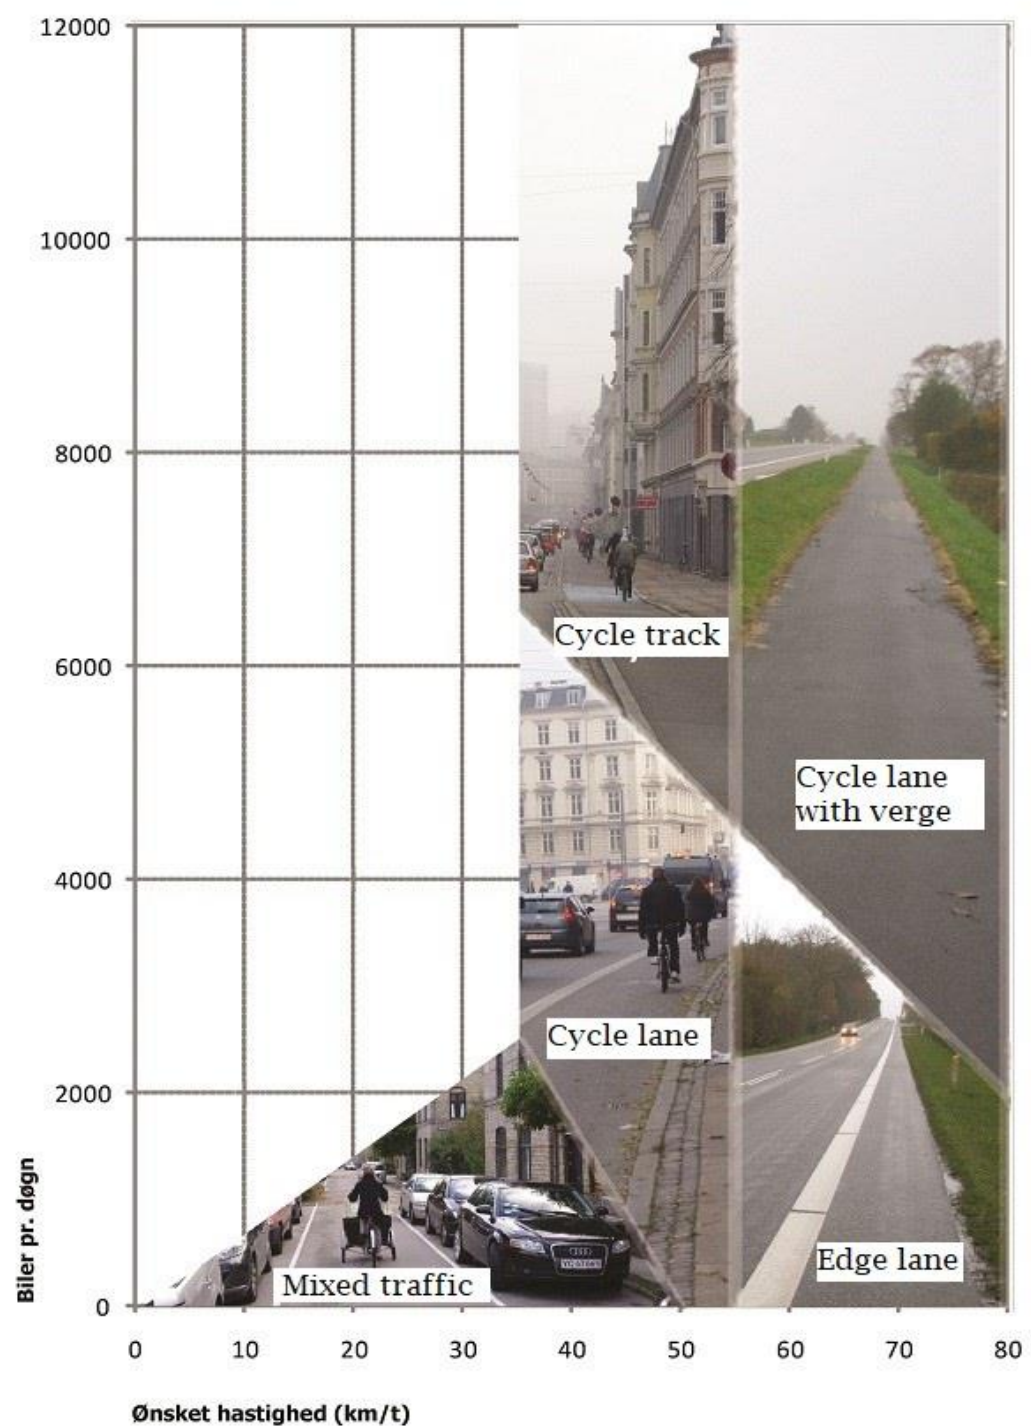 12000
10000
8000
6000
4000
2000
0
Biler pr. døgn
Cycle track
Cycle lane
with verge
Cycle lane
Edge lane
Mixed traffic
0 10 20 30 40 50 60 70 80
Ønsket hastighed (km/t)